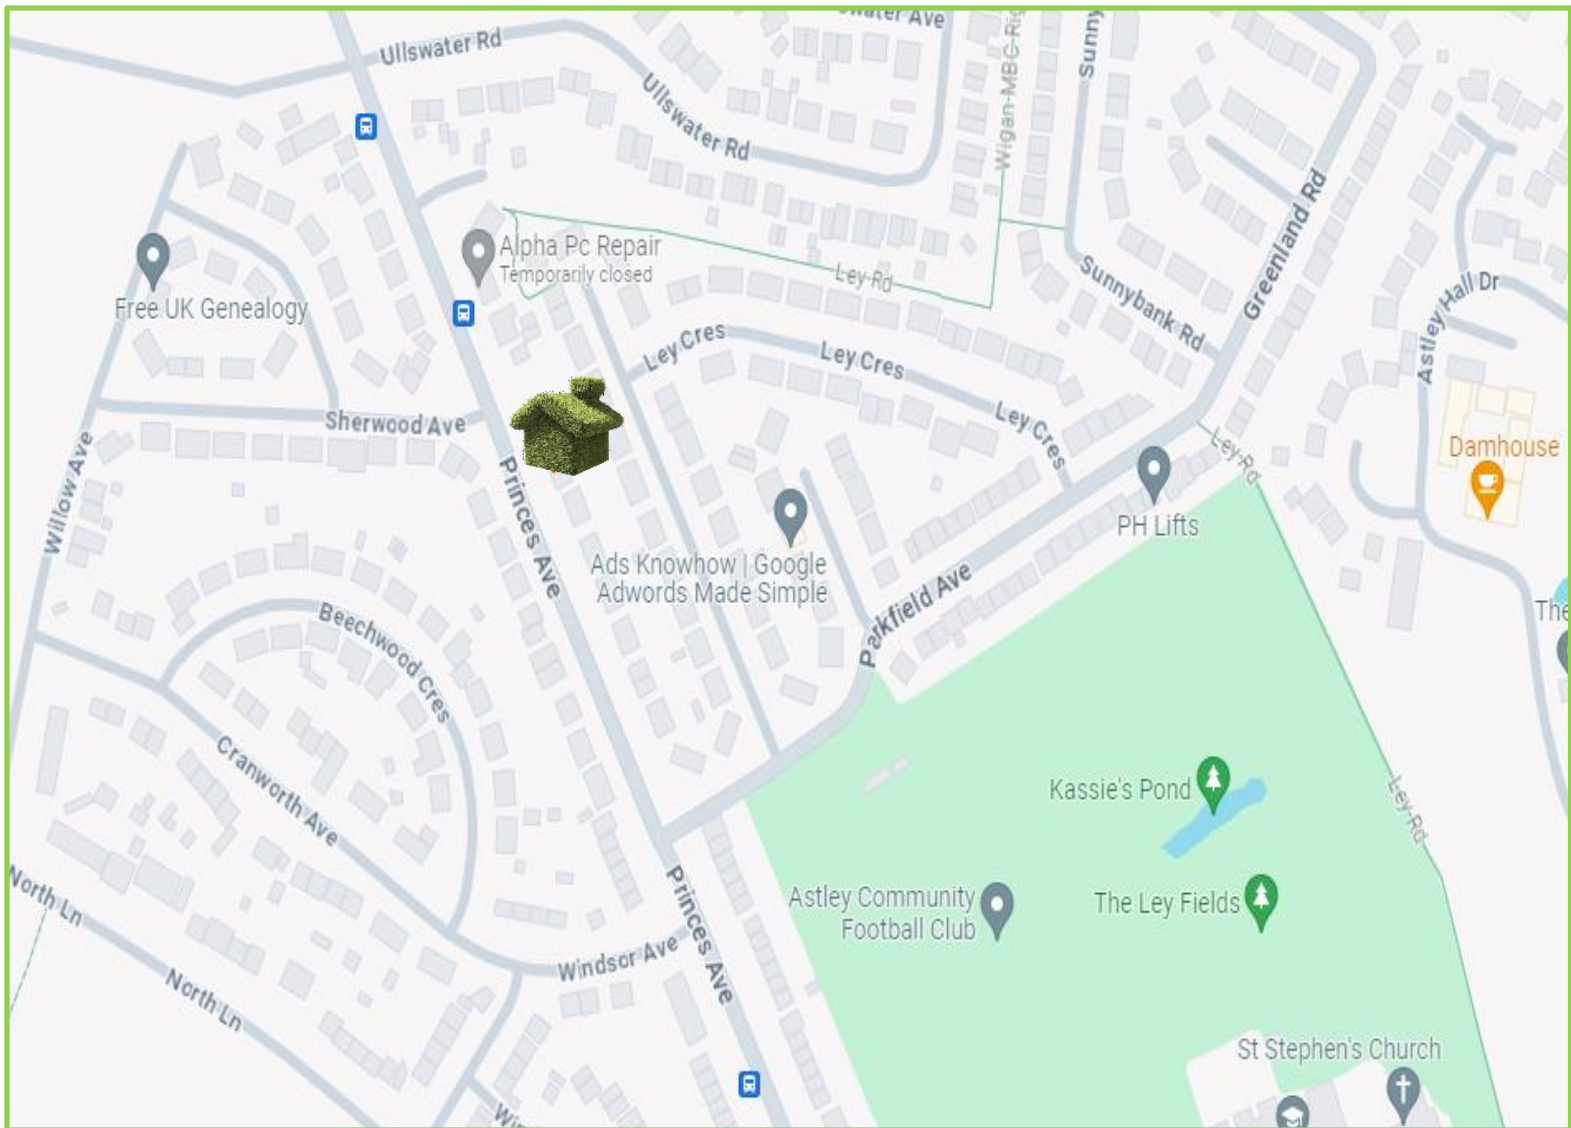 Ullswater Rd
Ullswater Rd
Ave
Wigan-MBC
Sunny
Greenland Rd
Astley Hall Dr
Alpha Pc Repair
Temporarily closed
Ley Rd
Sunnybank Rd
Free UK Genealogy
Ley Cres
Ley Cres
Ley Cres
Sherwood Ave
Willow Ave
Princes Ave
Ley Rd
Damhouse
PH Lifts
Ads Knowhow | Google
Adwords Made Simple
Parkfield Ave
The
Beechwood Cres
Cranworth Ave
Kassie's Pond
Ley Rd
North Ln
Princes Ave
Astley Community
Football Club
The Ley Fields
Windsor Ave
North Ln
St Stephen's Church